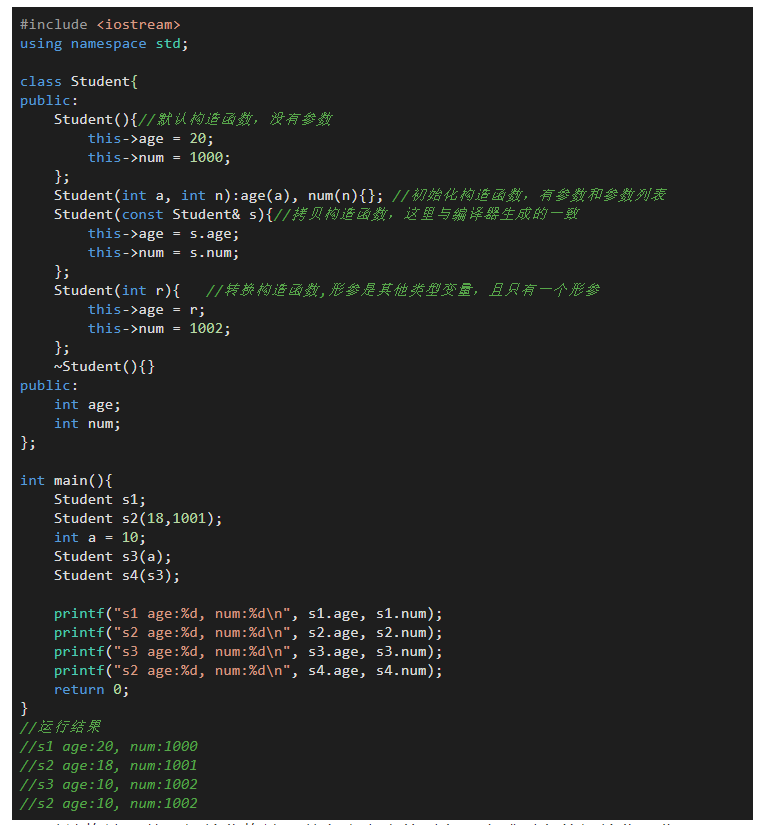 #include <iostream>
using namespace std;

class Student{
public:
    Student(){//默认构造函数，没有参数
        this->age = 20;
        this->num = 1000;
    };
    Student(int a, int n):age(a), num(n){}; //初始化构造函数，有参数和参数列表
    Student(const Student& s){//拷贝构造函数，这里与编译器生成的一致
        this->age = s.age;
        this->num = s.num;
    };
    Student(int r){   //转换构造函数,形参是其他类型变量，且只有一个形参
        this->age = r;
        this->num = 1002;
    };
    ~Student(){}
public:
    int age;
    int num;
};

int main(){
    Student s1;
    Student s2(18,1001);
    int a = 10;
    Student s3(a);
    Student s4(s3);

    printf("s1 age:%d, num:%d\n", s1.age, s1.num);
    printf("s2 age:%d, num:%d\n", s2.age, s2.num);
    printf("s3 age:%d, num:%d\n", s3.age, s3.num);
    printf("s2 age:%d, num:%d\n", s4.age, s4.num);
    return 0;
}
//运行结果
//s1 age:20, num:1000
//s2 age:18, num:1001
//s3 age:10, num:1002
//s2 age:10, num:1002